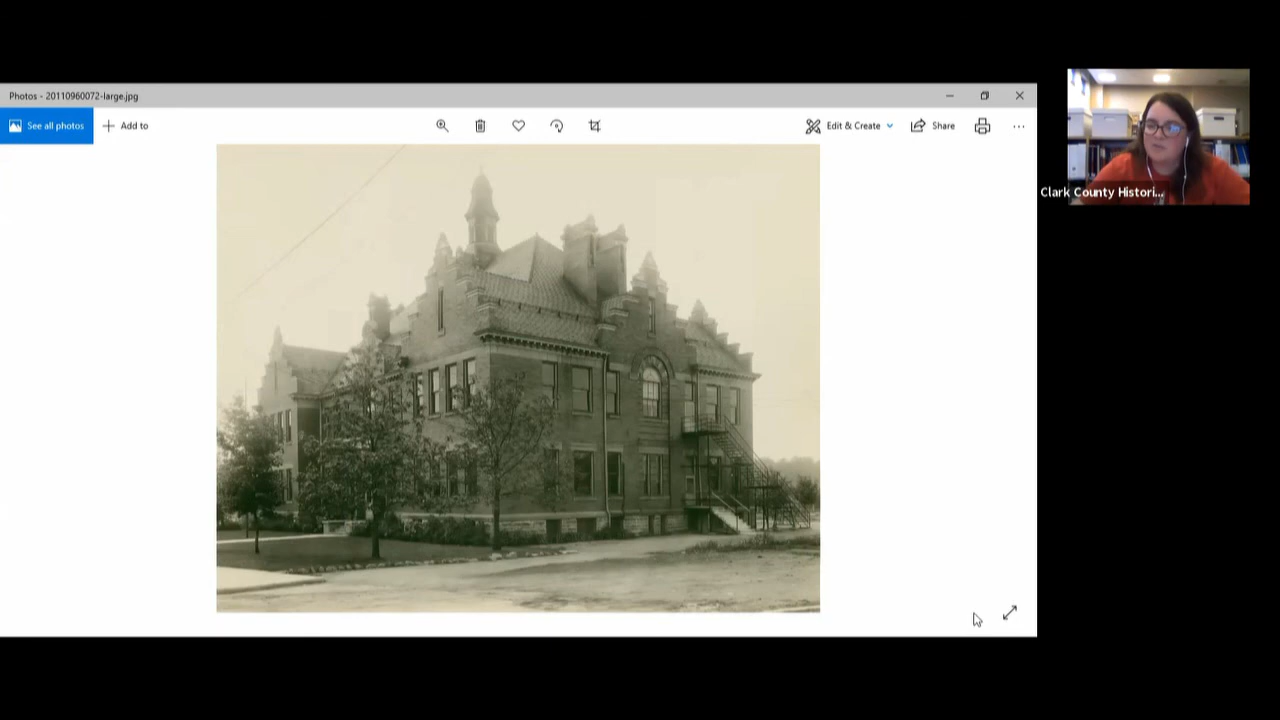 Photos - 20110960072-large.jpg
See all photos
Add to
Edit & Create
Share
Clark County Histori...